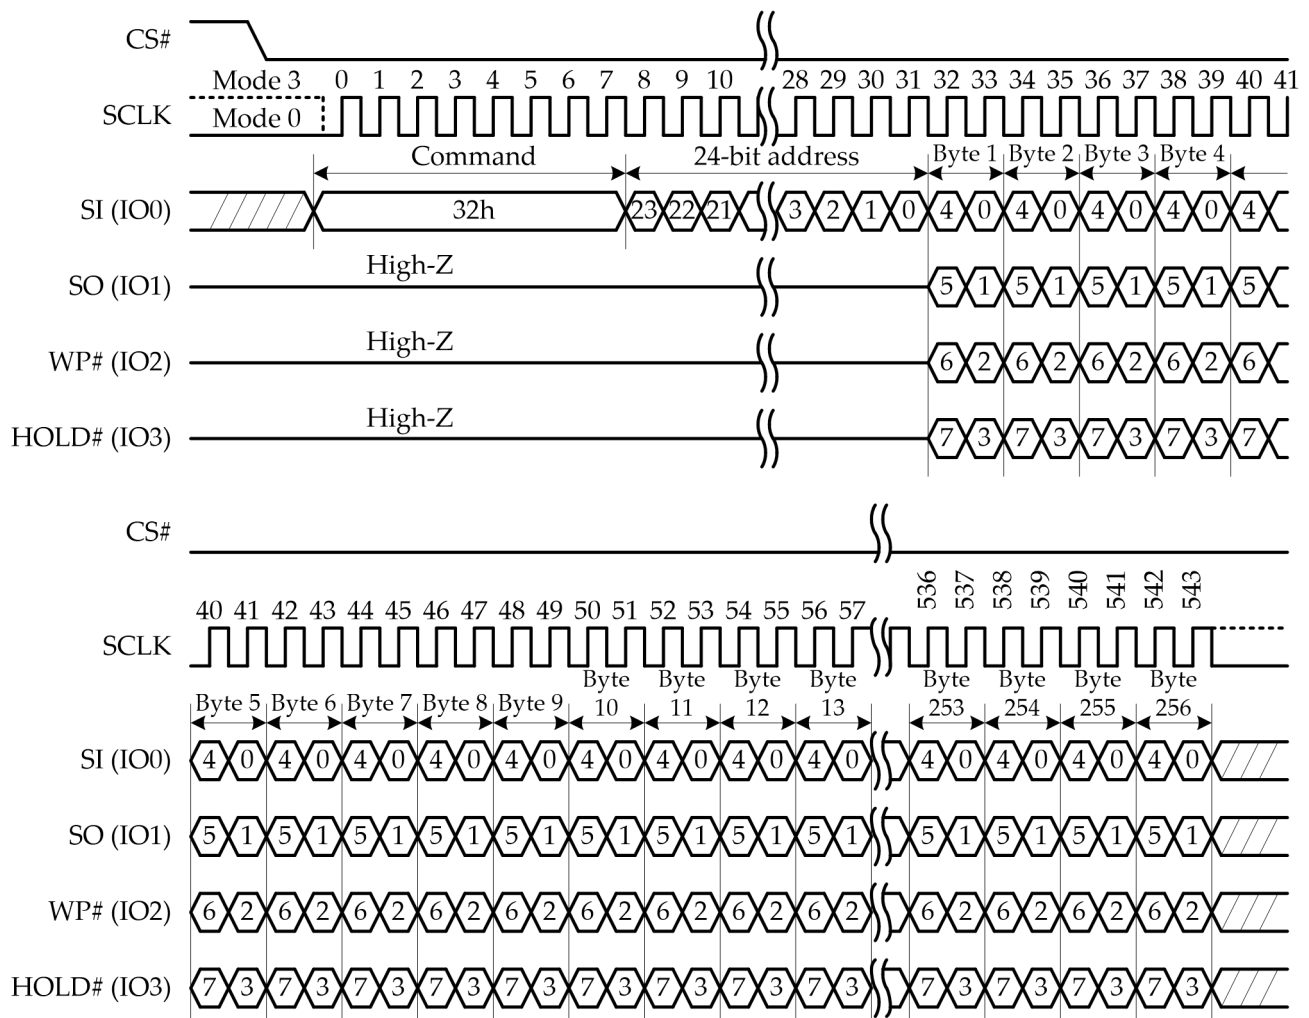 CS#
Mode 3 0 1 2 3 4 5 6 7 8 9 10 28 29 30 31 32 33 34 35 36 37 38 39 40 41
SCLK Mode 0
Command 24-bit address Byte 1 Byte 2 Byte 3 Byte 4
SI (IO0) 32h 23 22 21 3 2 1 0 4 0 4 0 4 0 4 0 4
High-Z
SO (IO1) 5 1 5 1 5 1 5 1 5
High-Z
WP# (IO2) 6 2 6 2 6 2 6 2 6
High-Z
HOLD# (IO3) 7 3 7 3 7 3 7 3 7
CS#
40 41 42 43 44 45 46 47 48 49 50 51 52 53 54 55 56 57 536 537 538 539 540 541 542 543
SCLK
Byte 5 Byte 6 Byte 7 Byte 8 Byte 9 Byte 10 Byte 11 Byte 12 Byte 13 Byte 253 Byte 254 Byte 255 Byte 256
SI (IO0) 4 0 4 0 4 0 4 0 4 0 4 0 4 0 4 0 4 0 4 0 4 0 4 0 4 0
SO (IO1) 5 1 5 1 5 1 5 1 5 1 5 1 5 1 5 1 5 1 5 1 5 1 5 1 5 1
WP# (IO2) 6 2 6 2 6 2 6 2 6 2 6 2 6 2 6 2 6 2 6 2 6 2 6 2 6 2
HOLD# (IO3) 7 3 7 3 7 3 7 3 7 3 7 3 7 3 7 3 7 3 7 3 7 3 7 3 7 3